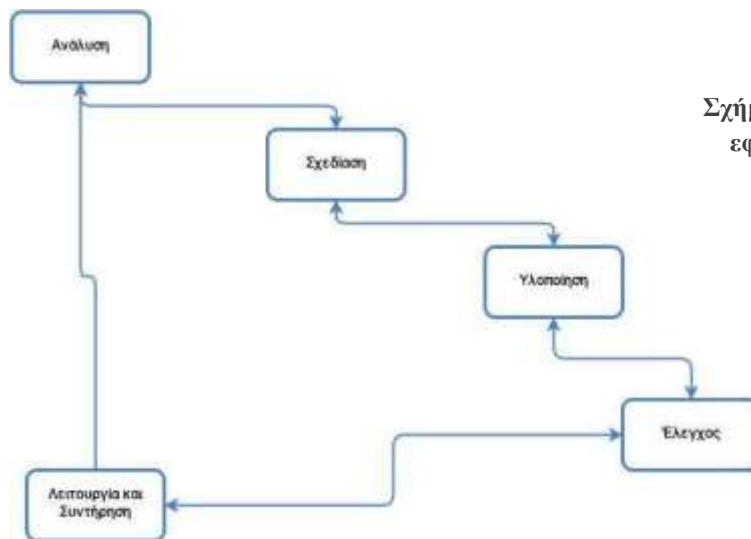 Ανάλυση
Σχεδίαση
Υλοποίηση
Έλεγχος
Λειτουργία και
Συντήρηση